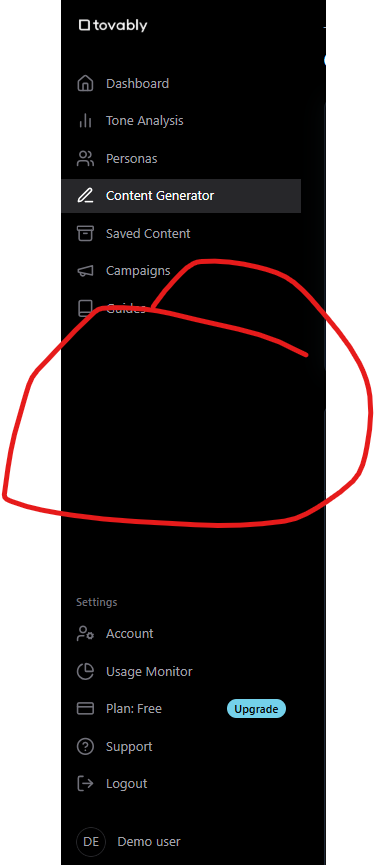 tovably
Dashboard
Tone Analysis
Personas
Content Generator
Saved Content
Campaigns
Guides
Settings
Account
Usage Monitor
Plan: Free Upgrade
Support
Logout
DE Demo user